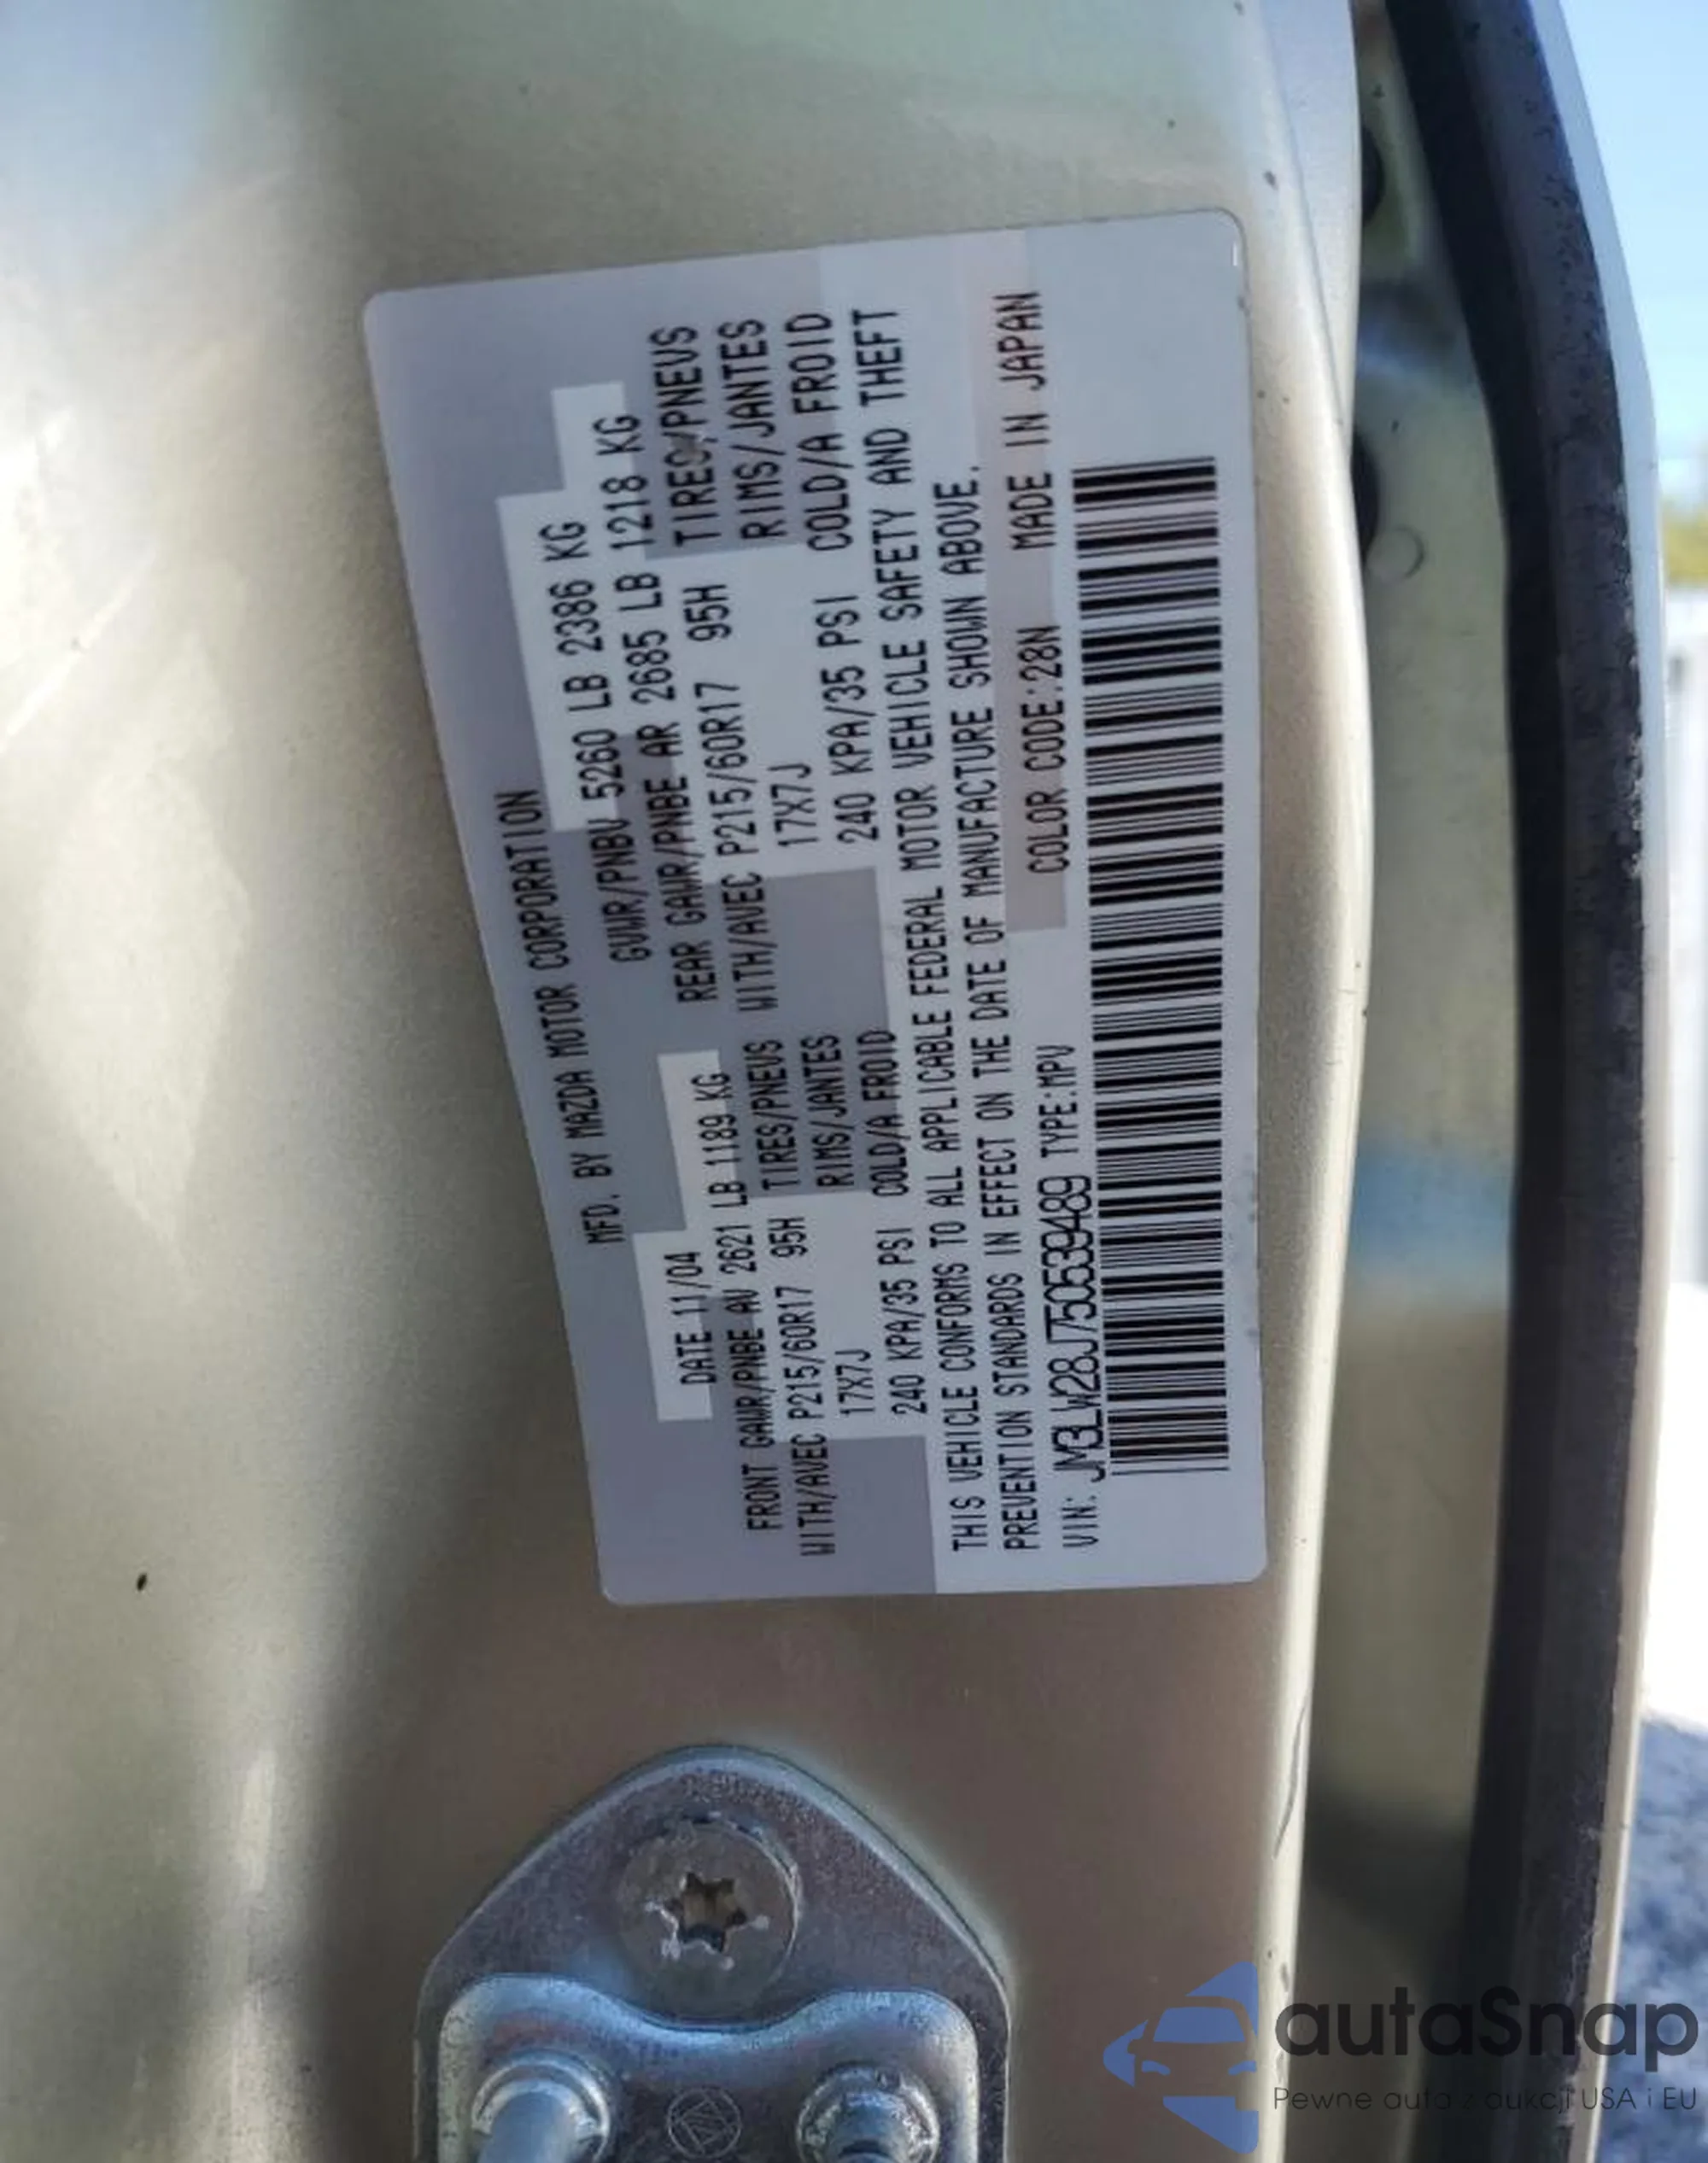 MFD. BY MAZDA MOTOR CORPORATION
DATE 11/04 GVWR/PNBV 5260 LB 2386 KG
FRONT GAWR/PNBE AV 2621 LB 1189 KG REAR GAWR/PNBE AR 2685 LB 1218 KG
WITH/AVEC P215/60R17 95H TIRES/PNEUS WITH/AVEC P215/60R17 95H TIRES/PNEUS
17X7J RIMS/JANTES 17X7J RIMS/JANTES
240 KPA/35 PSI COLD/A FROID 240 KPA/35 PSI COLD/A FROID
THIS VEHICLE CONFORMS TO ALL APPLICABLE FEDERAL MOTOR VEHICLE SAFETY AND THEFT
PREVENTION STANDARDS IN EFFECT ON THE DATE OF MANUFACTURE SHOWN ABOVE.
VIN: JM3LW28J750539489 TYPE:MPV COLOR CODE:28N MADE IN JAPAN
autaSnap
Pewne auta z aukcji USA i EU